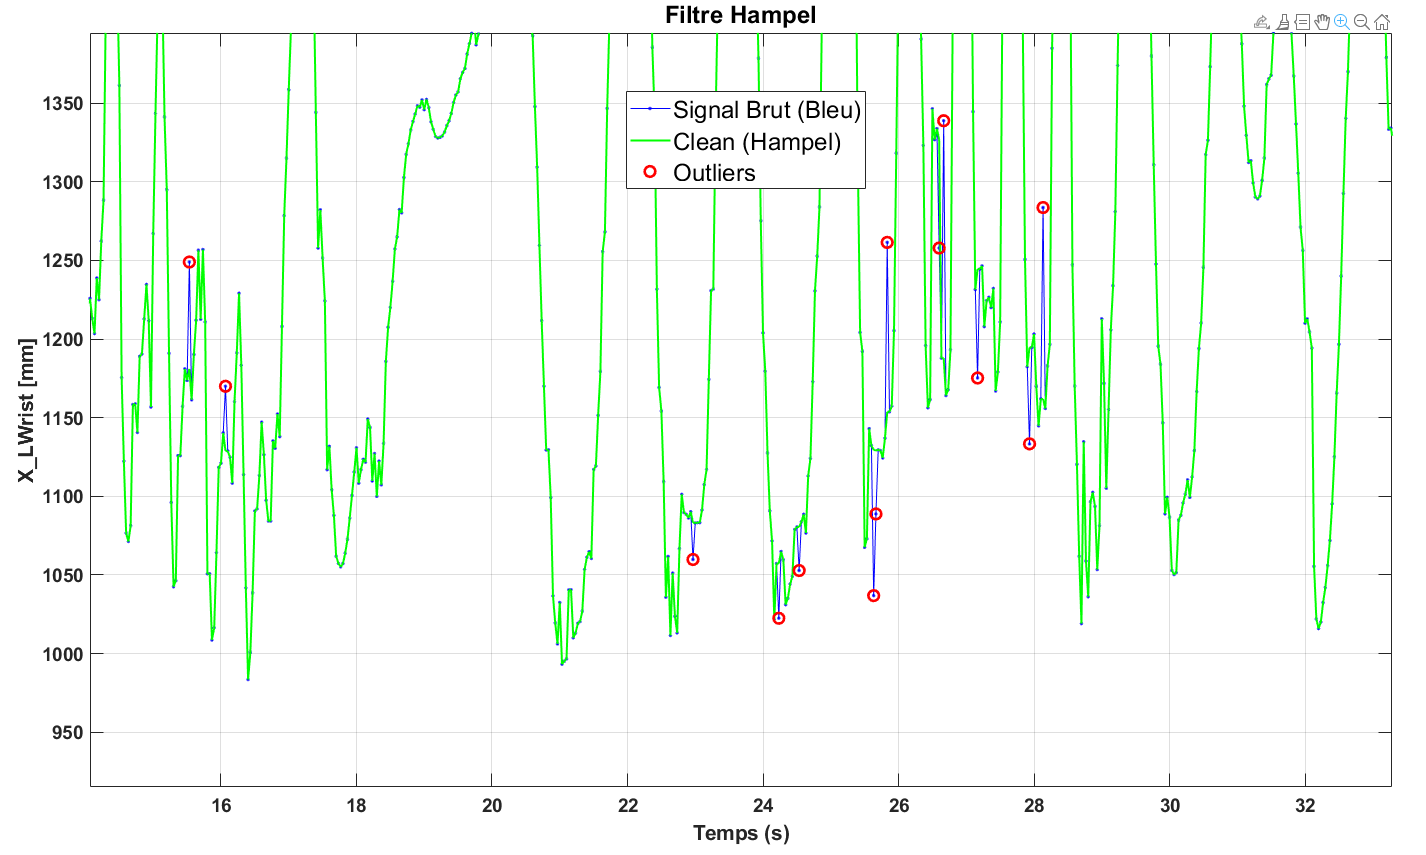 Filtre Hampel
Signal Brut (Bleu)
Clean (Hampel)
Outliers
X_LWrist [mm]
1350
1300
1250
1200
1150
1100
1050
1000
950
16 18 20 22 24 26 28 30 32
Temps (s)